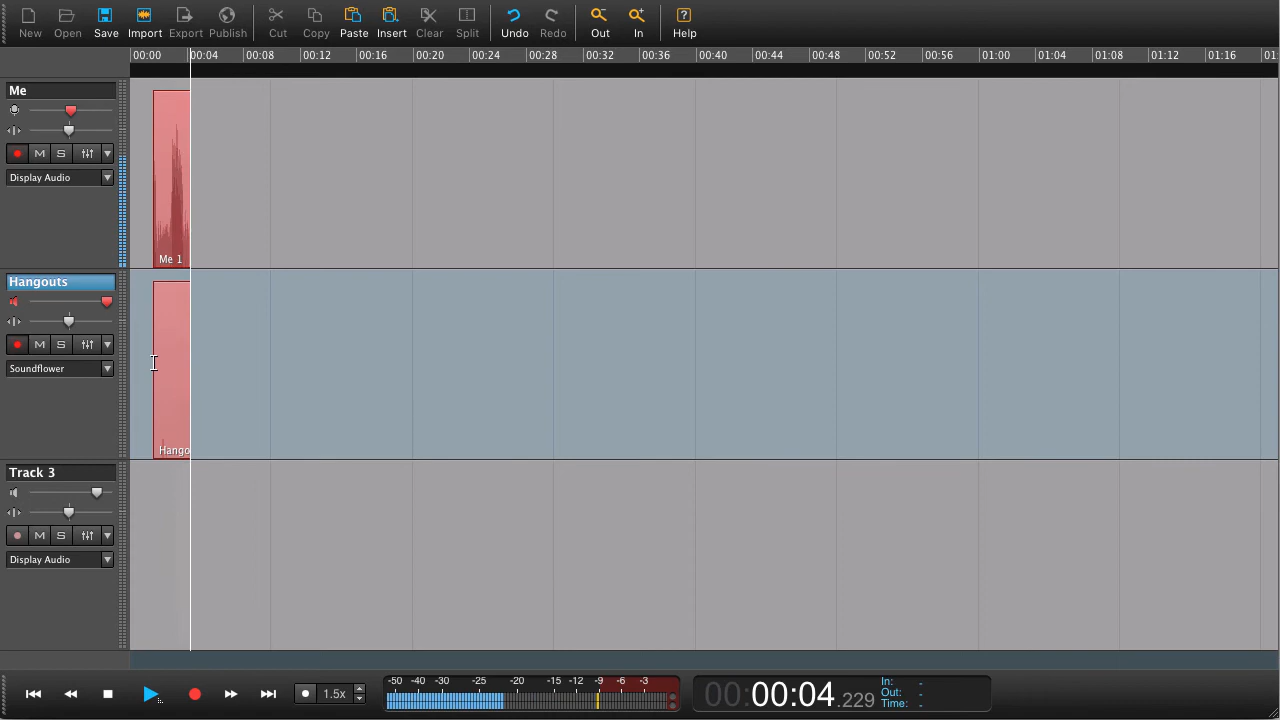 New Open Save Import Export Publish Cut Copy Paste Insert Clear Split Undo Redo Out In Help
00:00 00:04 00:08 00:12 00:16 00:20 00:24 00:28 00:32 00:36 00:40 00:44 00:48 00:52 00:56 01:00 01:04 01:08 01:12 01:16 01:
Me
M S
Display Audio
Me 1
Hangouts
M S
Soundflower
Hango
Track 3
M S
Display Audio
1.5x
-50 -40 -30 -20 -15 -12 -9 -6 -3
00:00:04.229
In: -
Out: -
Time: -